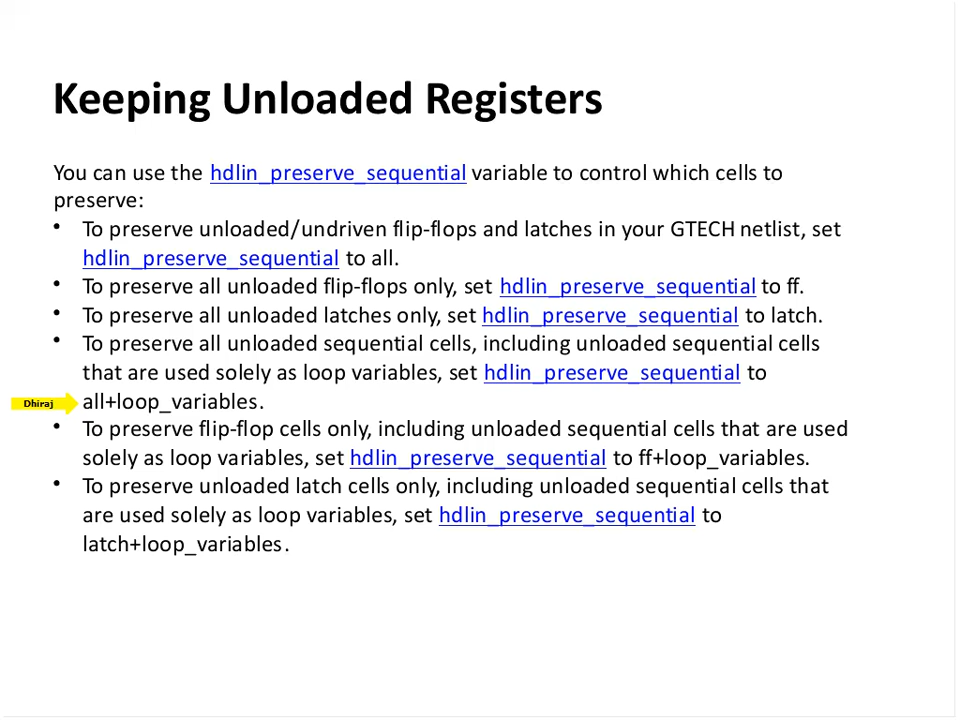 Keeping Unloaded Registers
You can use the hdlin_preserve_sequential variable to control which cells to
preserve:
• To preserve unloaded/undriven flip-flops and latches in your GTECH netlist, set
hdlin_preserve_sequential to all.
• To preserve all unloaded flip-flops only, set hdlin_preserve_sequential to ff.
• To preserve all unloaded latches only, set hdlin_preserve_sequential to latch.
• To preserve all unloaded sequential cells, including unloaded sequential cells
that are used solely as loop variables, set hdlin_preserve_sequential to
Dhiraj all+loop_variables.
• To preserve flip-flop cells only, including unloaded sequential cells that are used
solely as loop variables, set hdlin_preserve_sequential to ff+loop_variables.
• To preserve unloaded latch cells only, including unloaded sequential cells that
are used solely as loop variables, set hdlin_preserve_sequential to
latch+loop_variables.